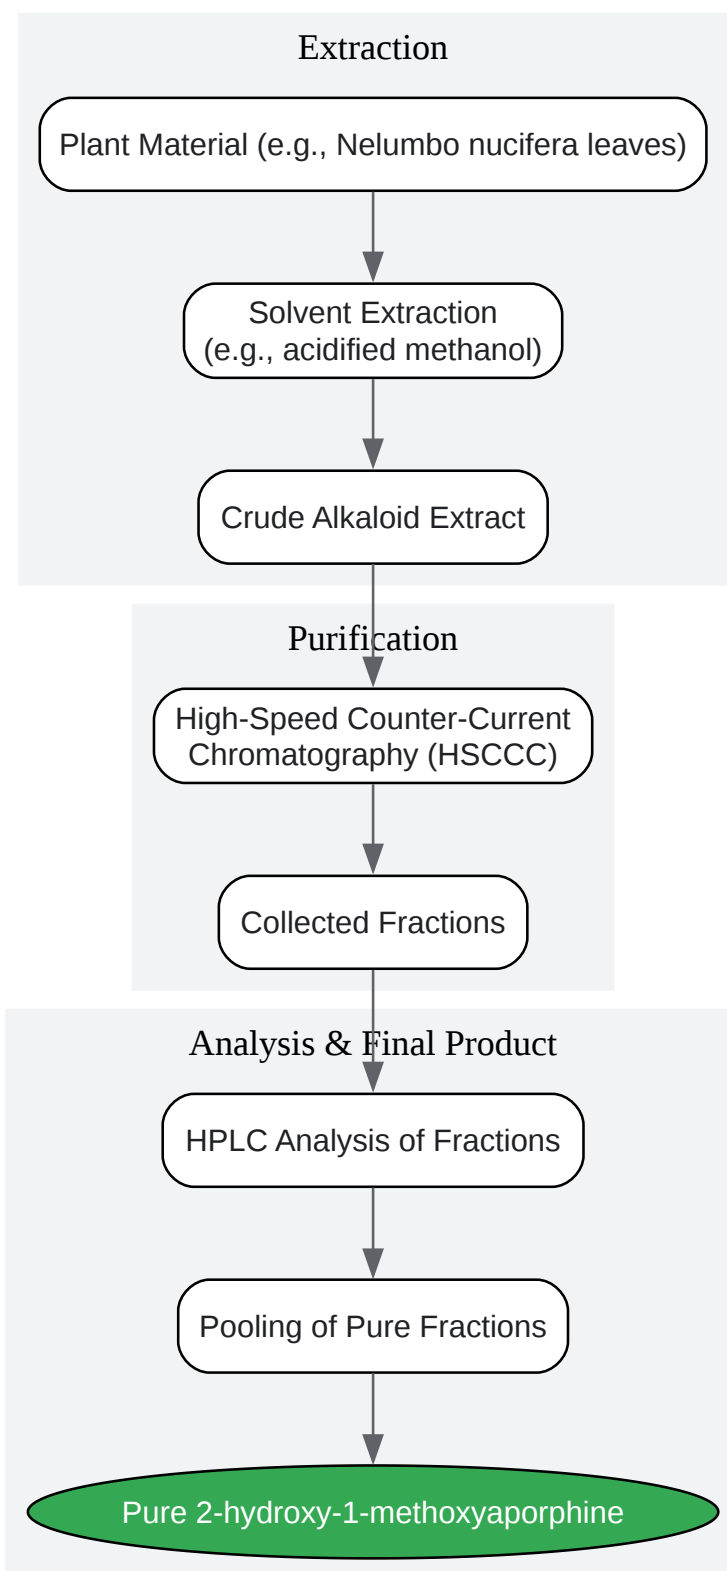 Extraction
Plant Material (e.g., Nelumbo nucifera leaves)
Solvent Extraction
(e.g., acidified methanol)
Crude Alkaloid Extract
Purification
High-Speed Counter-Current
Chromatography (HSCCC)
Collected Fractions
Analysis & Final Product
HPLC Analysis of Fractions
Pooling of Pure Fractions
Pure 2-hydroxy-1-methoxyaporphine